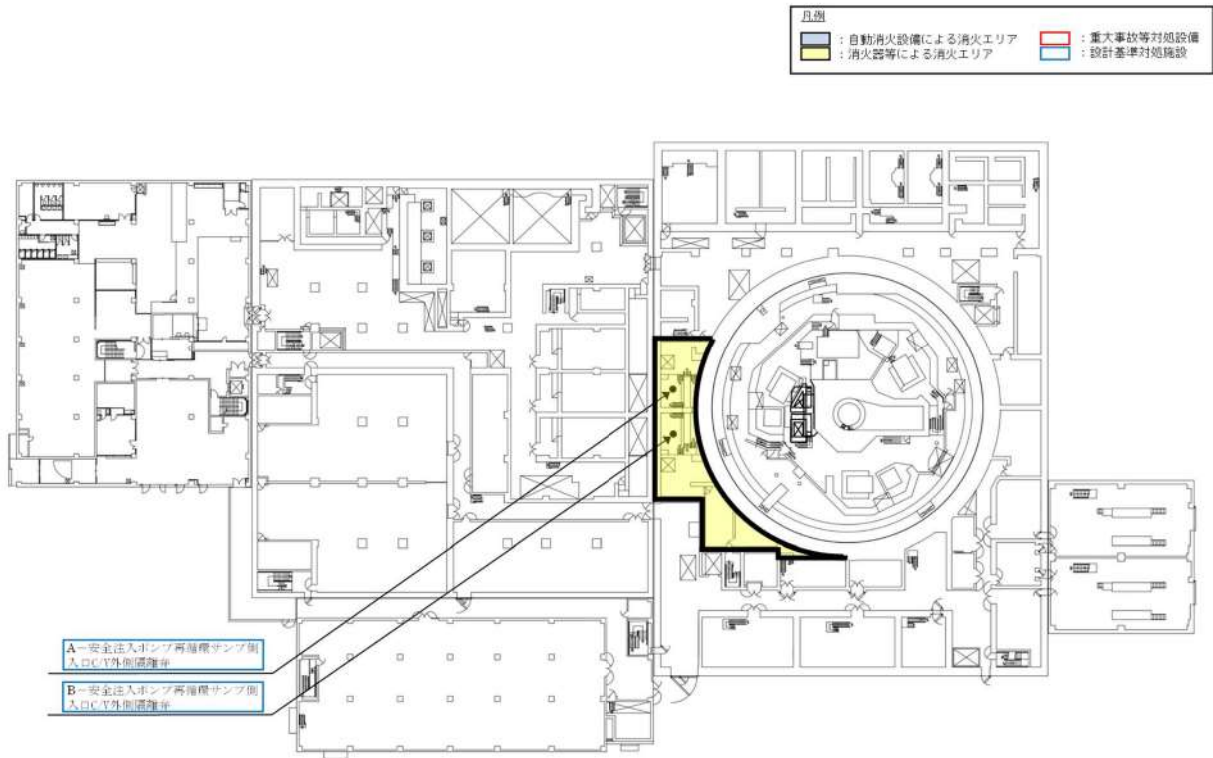 凡例
：自動消火設備による消火エリア
：消火器等による消火エリア
：重大事故等対処設備
：設計基準対処施設
A－安全注入ポンプ再循環サンプ側
入口C/V外側隔離弁
B－安全注入ポンプ再循環サンプ側
入口C/V外側隔離弁